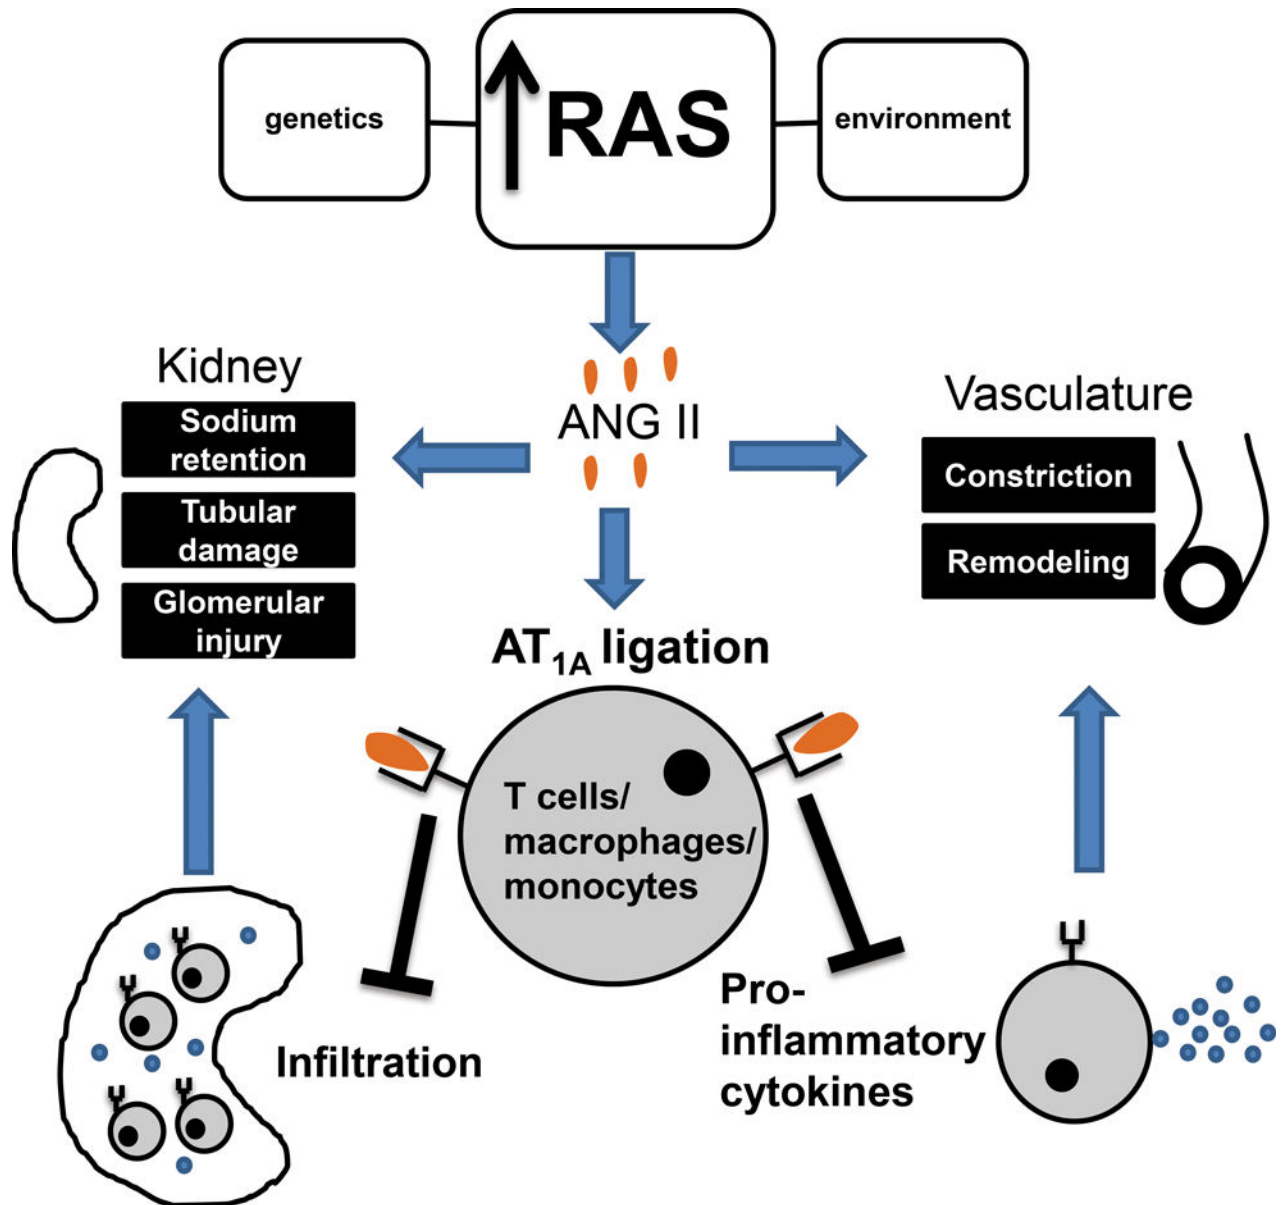 genetics
RAS
environment
Kidney
Sodium
retention
Tubular
damage
Glomerular
injury
ANG II
Vasculature
Constriction
Remodeling
AT1A ligation
T cells/
macrophages/
monocytes
Infiltration
Pro-
inflammatory
cytokines